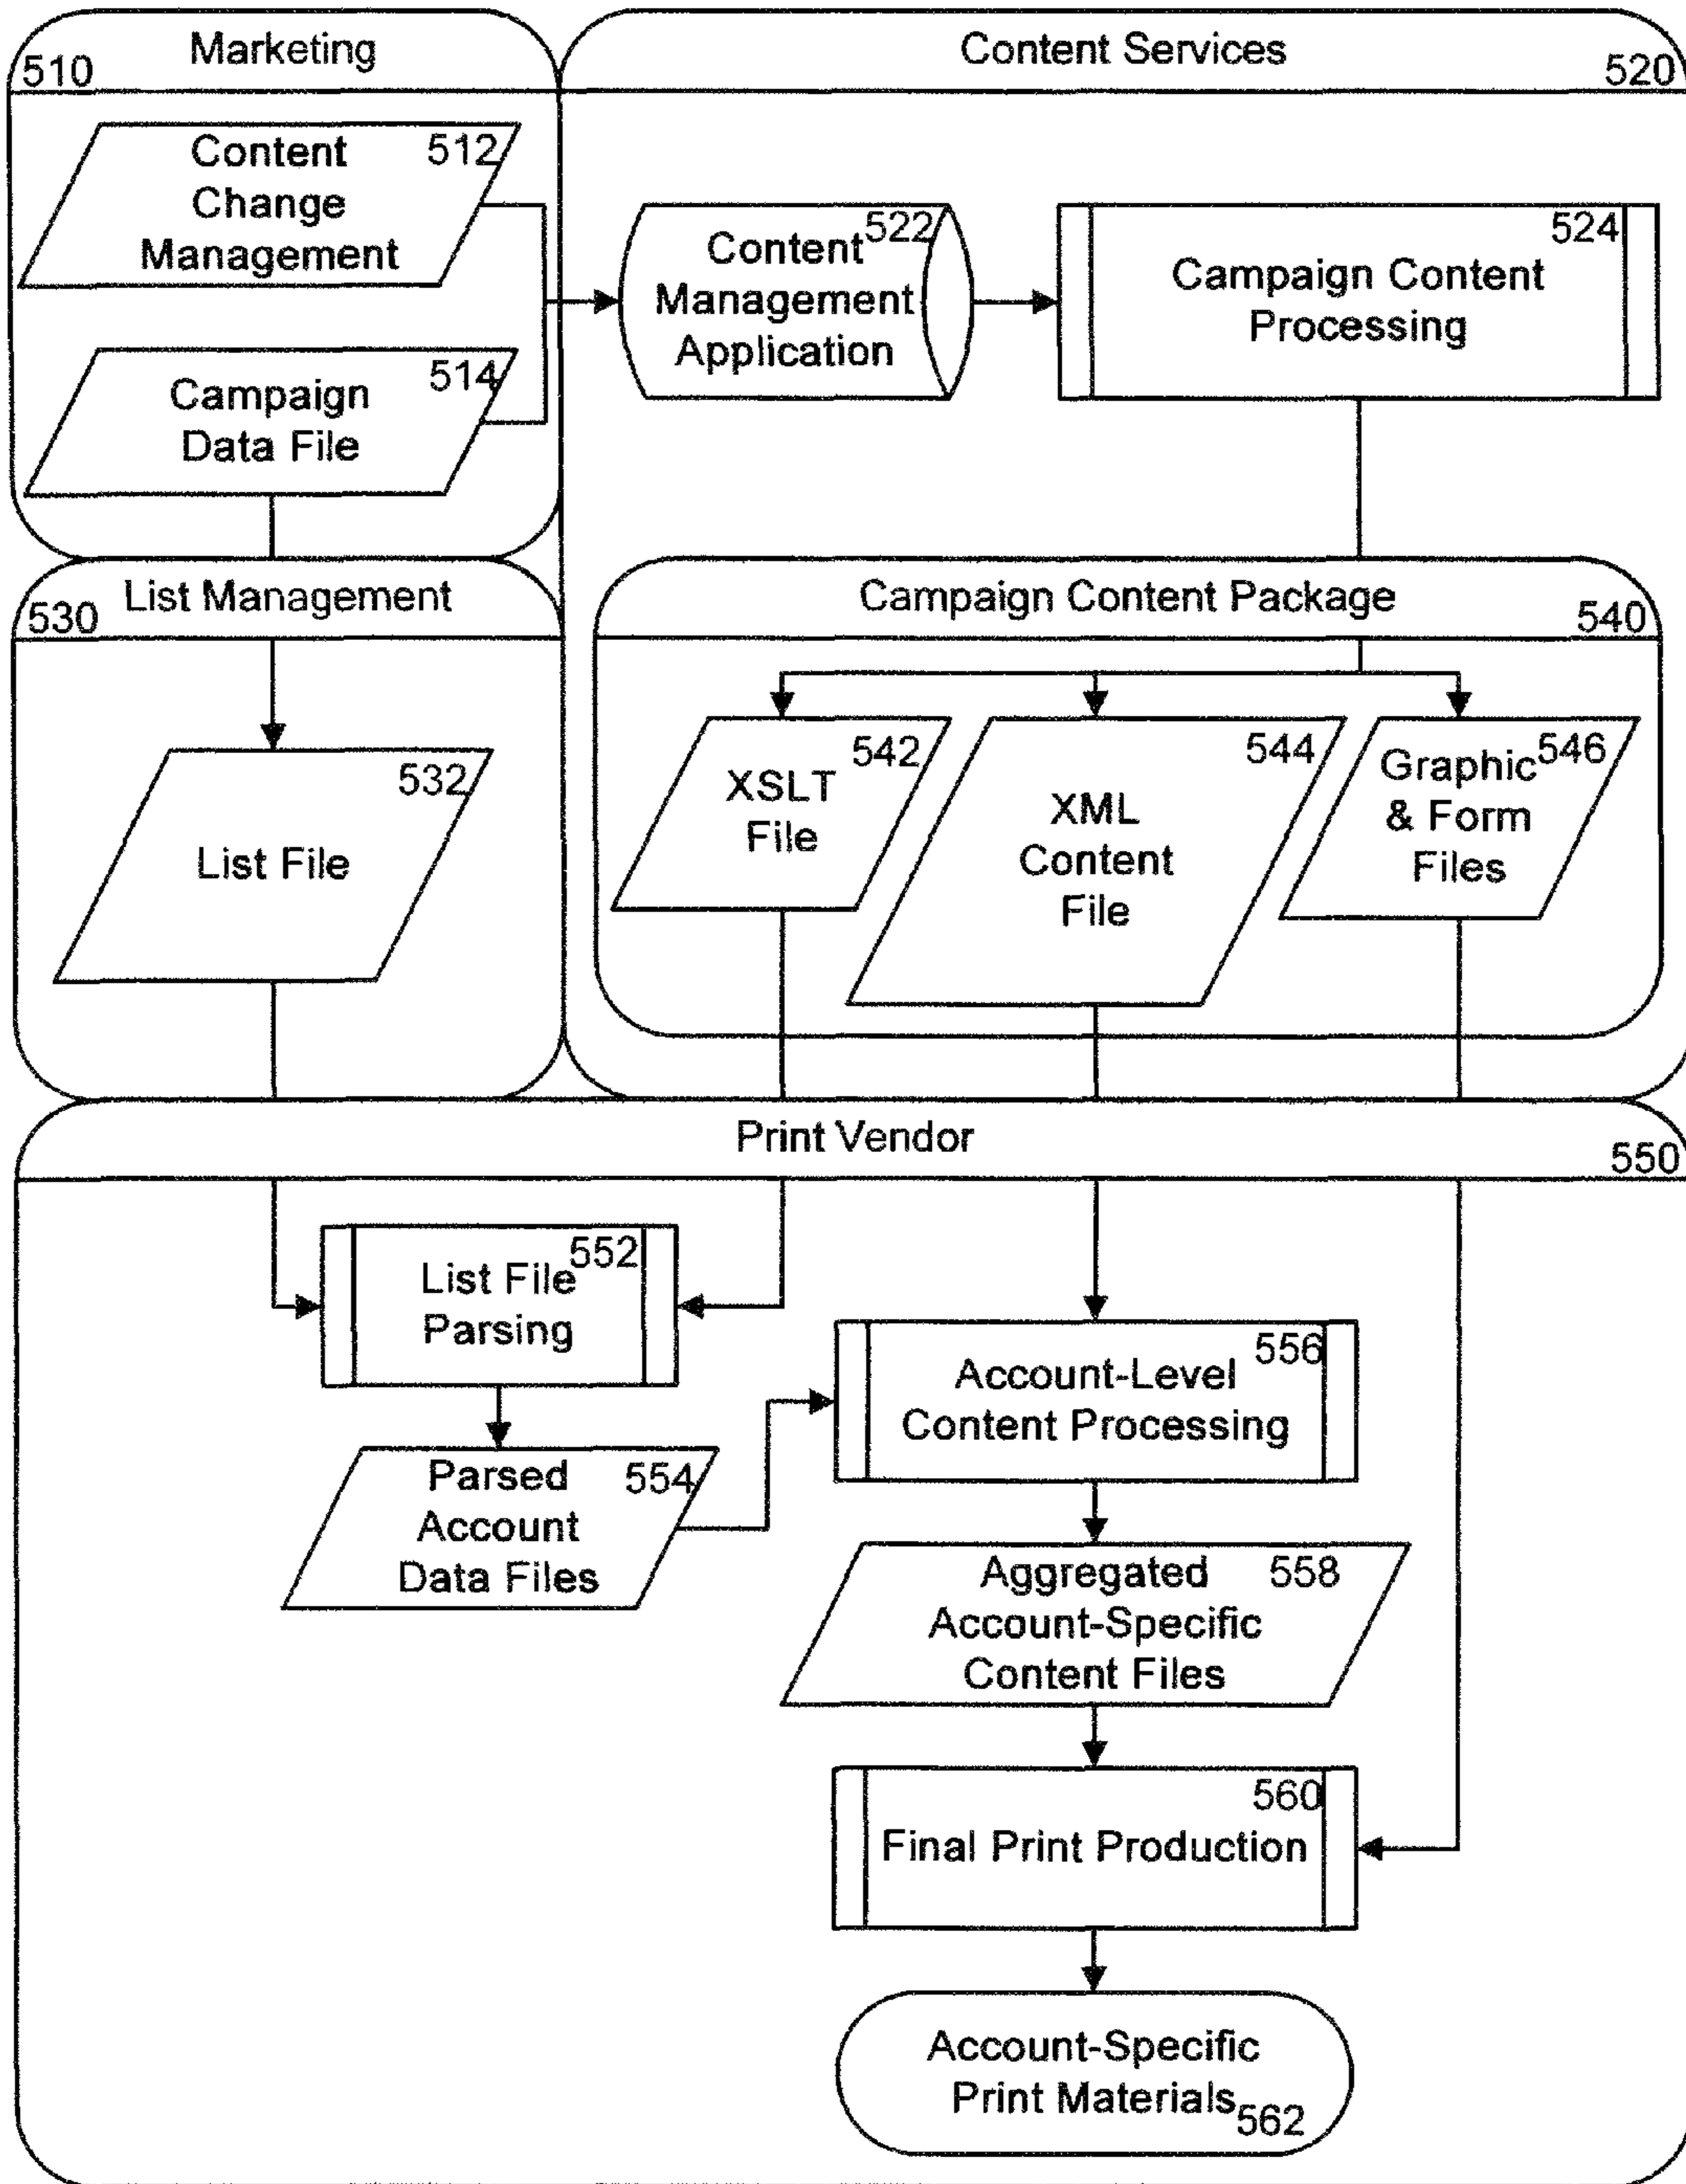 Marketing
510
Content Services
520
Content 512
Change
Management
Campaign 514
Data File
Content 522
Management
Application
524
Campaign Content
Processing
List Management
530
532
List File
Campaign Content Package
540
542
XSLT
File
544
XML
Content
File
Graphic 546
& Form
Files
Print Vendor
550
552
List File
Parsing
Parsed 554
Account
Data Files
556
Account-Level
Content Processing
Aggregated 558
Account-Specific
Content Files
560
Final Print Production
Account-Specific
Print Materials 562